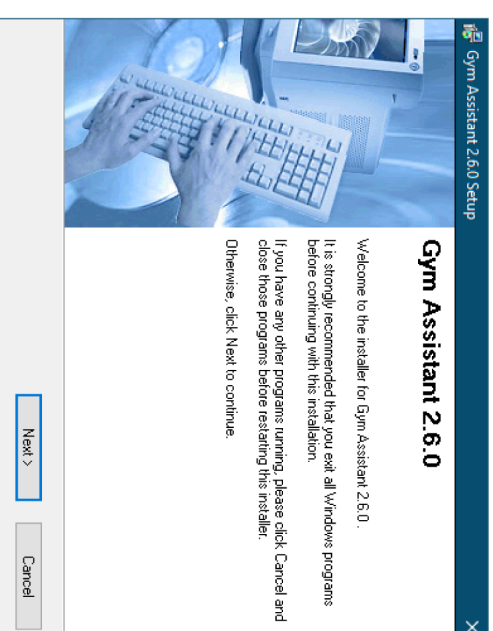 Gym Assistant 2.6.0 Setup
Gym Assistant 2.6.0
Welcome to the installer for Gym Assistant 2.6.0 .
It is strongly recommended that you exit all Windows programs
before continuing with this installation.
If you have any other programs running, please click Cancel and
close those programs before restarting this installer.
Otherwise, click Next to continue.
Next >
Cancel